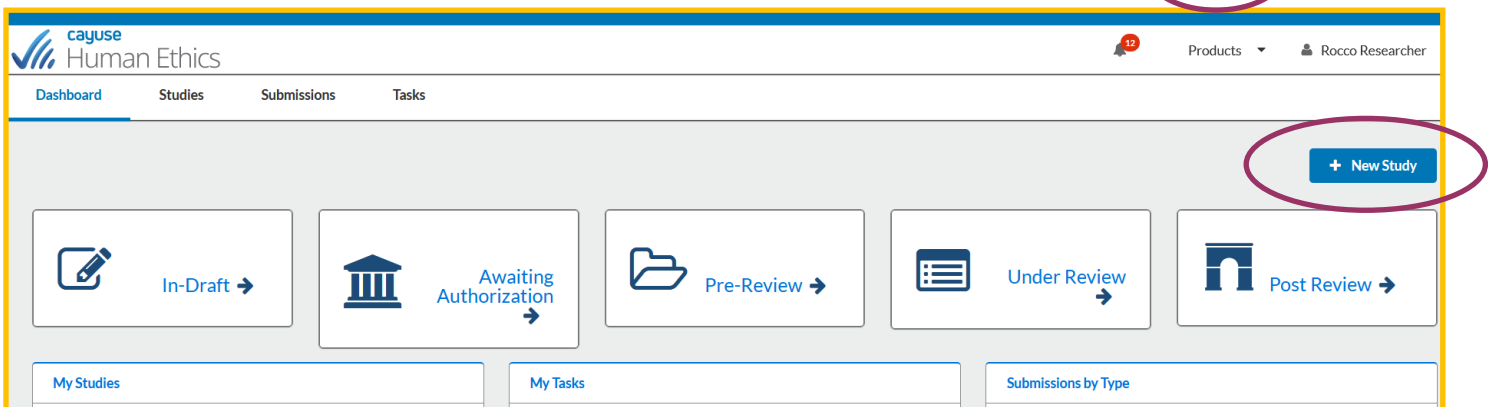 cayuse
Human Ethics
12
Products
Rocco Researcher
Dashboard Studies Submissions Tasks
+ New Study
In-Draft
Awaiting
Authorization
Pre-Review
Under Review
Post Review
My Studies
My Tasks
Submissions by Type